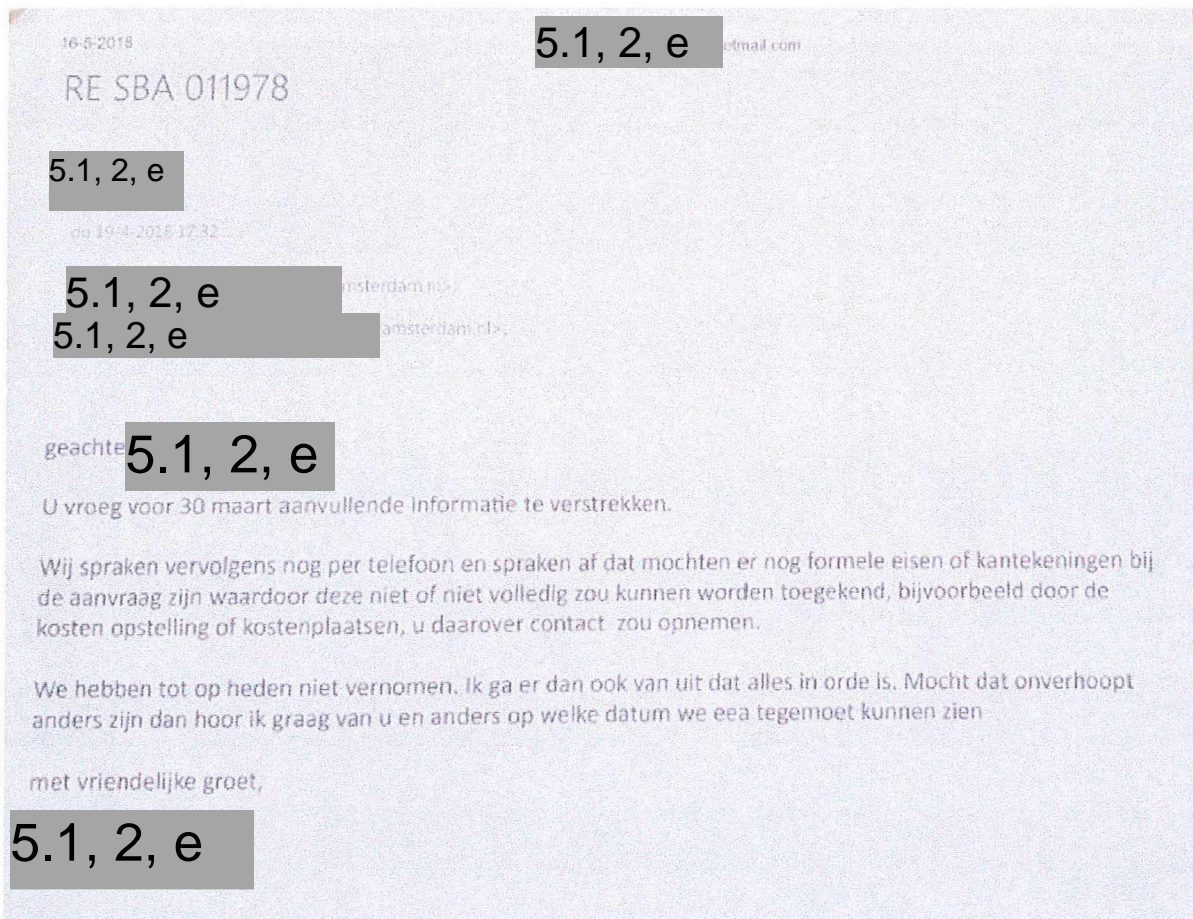 16-5-2018 5.1, 2, e otmail.com
RE SBA 011978
5.1, 2, e
do 19-4-2018 17:32
5.1, 2, e msterdam.nl>;
5.1, 2, e amsterdam.nl>;
geachte 5.1, 2, e
U vroeg voor 30 maart aanvullende informatie te verstrekken.
Wij spraken vervolgens nog per telefoon en spraken af dat mochten er nog formele eisen of kantekeningen bij
de aanvraag zijn waardoor deze niet of niet volledig zou kunnen worden toegekend, bijvoorbeeld door de
kosten opstelling of kostenplaatsen, u daarover contact zou opnemen.
We hebben tot op heden niet vernomen. Ik ga er dan ook van uit dat alles in orde is. Mocht dat onverhoopt
anders zijn dan hoor ik graag van u en anders op welke datum we eea tegemoet kunnen zien
met vriendelijke groet,
5.1, 2, e